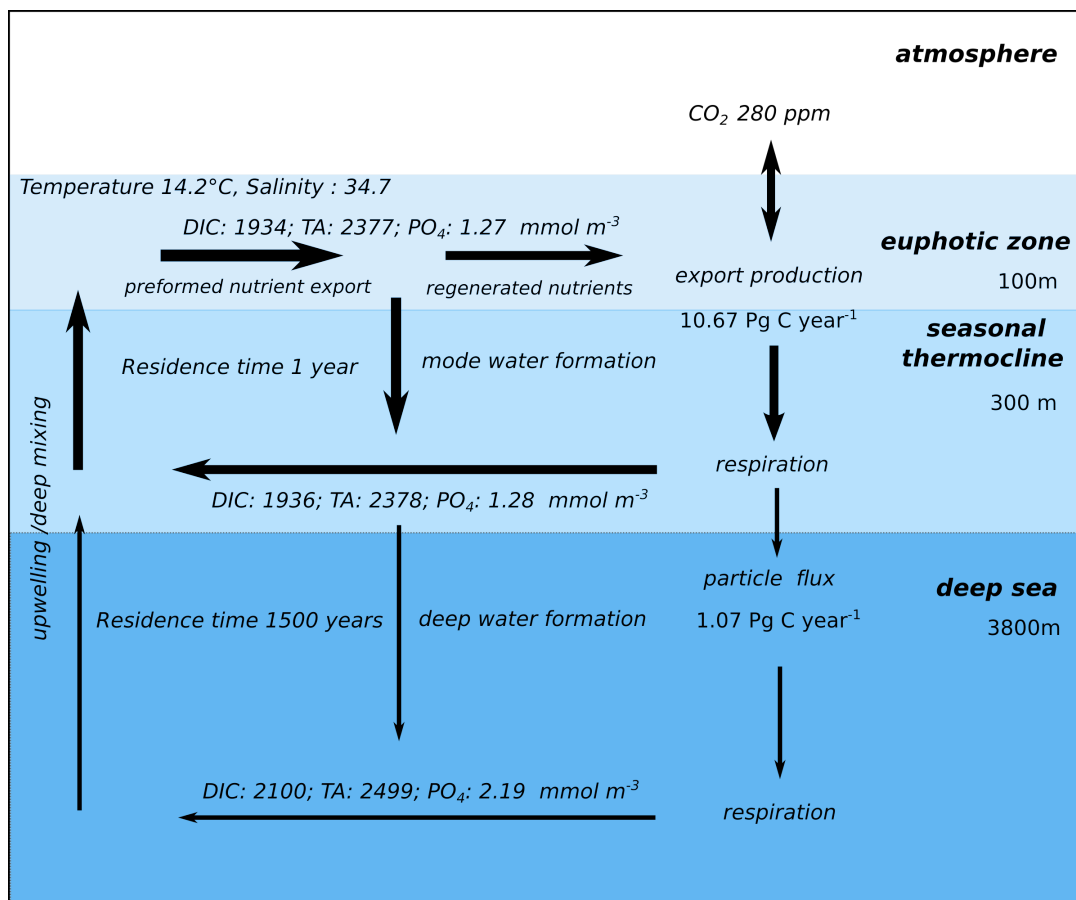 atmosphere
CO₂ 280 ppm
Temperature 14.2°C, Salinity : 34.7
DIC: 1934; TA: 2377; PO₄: 1.27 mmol m⁻³
euphotic zone
100m
preformed nutrient export
regenerated nutrients
export production
10.67 Pg C year⁻¹
seasonal
thermocline
300 m
Residence time 1 year
mode water formation
respiration
DIC: 1936; TA: 2378; PO₄: 1.28 mmol m⁻³
upwelling /deep mixing
particle flux
1.07 Pg C year⁻¹
deep sea
3800m
Residence time 1500 years
deep water formation
DIC: 2100; TA: 2499; PO₄: 2.19 mmol m⁻³
respiration